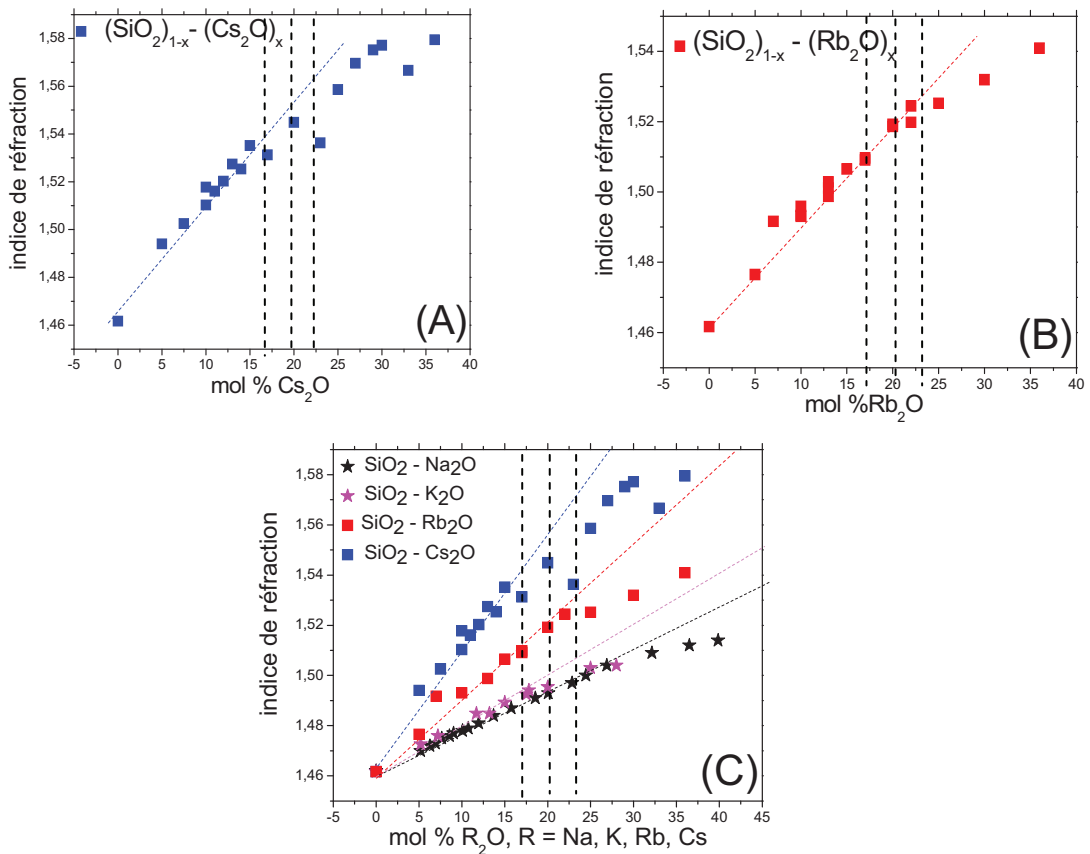 (SiO₂)₁₋ₓ- (Cs₂O)ₓ
indice de réfraction
1,58
1,56
1,54
1,52
1,50
1,48
1,46
-5 0 5 10 15 20 25 30 35 40
mol % Cs₂O
(A)
(SiO₂)₁₋ₓ - (Rb₂O)ₓ
indice de réfraction
1,54
1,52
1,50
1,48
1,46
-5 0 5 10 15 20 25 30 35 40
mol %Rb₂O
(B)
SiO₂ - Na₂O
SiO₂ - K₂O
SiO₂ - Rb₂O
SiO₂ - Cs₂O
indice de réfraction
1,58
1,56
1,54
1,52
1,50
1,48
1,46
-5 0 5 10 15 20 25 30 35 40 45
mol % R₂O, R = Na, K, Rb, Cs
(C)